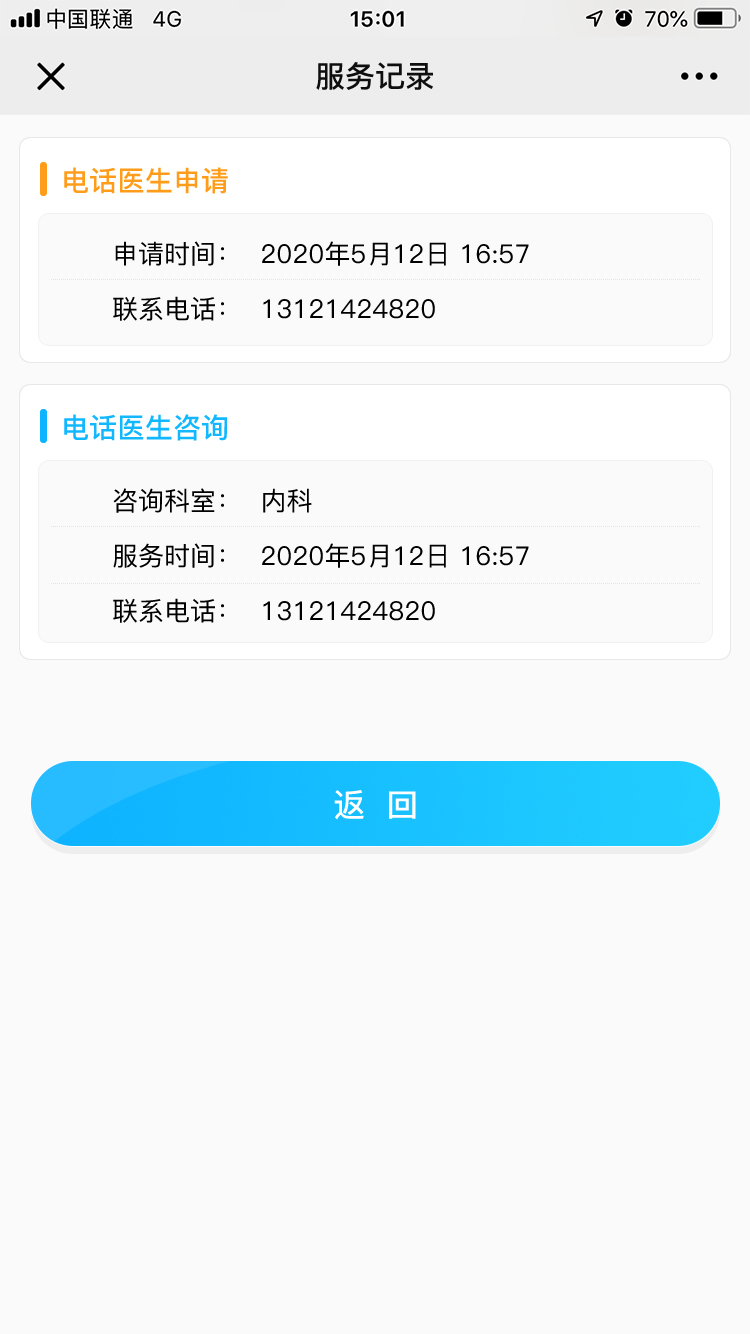 中国联通 4G 15:01 70%
服务记录
电话医生申请
申请时间： 2020年5月12日 16:57
联系电话： 13121424820
电话医生咨询
咨询科室： 内科
服务时间： 2020年5月12日 16:57
联系电话： 13121424820
返 回